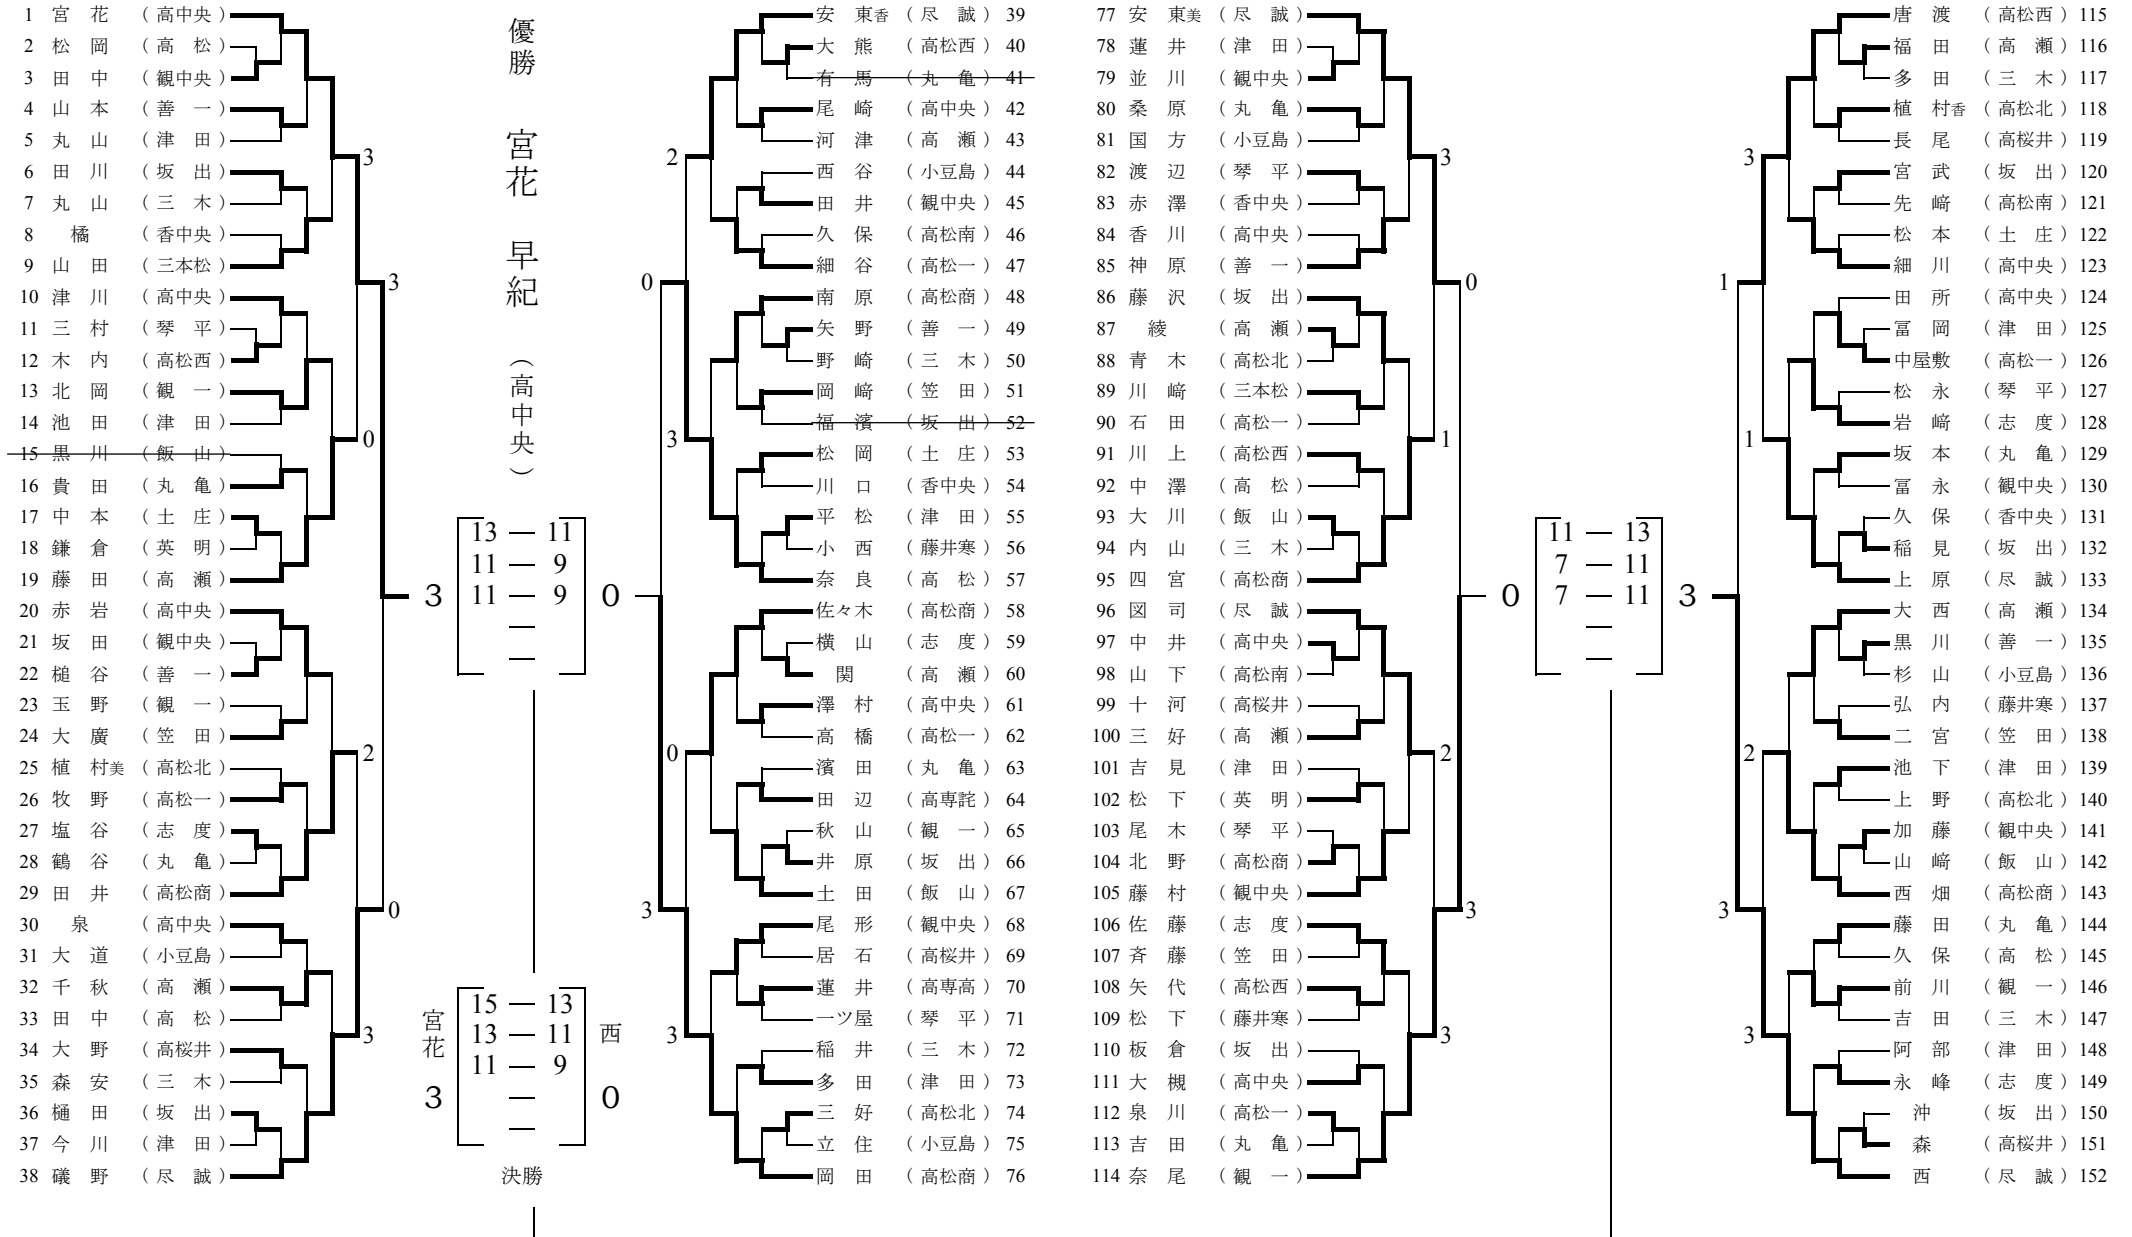 1 宮 花 (高中央)
2 松 岡 (高 松)
3 田 中 (観中央)
4 山 本 (善 一)
5 丸 山 (津 田)
6 田 川 (坂 出)
7 丸 山 (三 木)
8 橘 (香中央)
9 山 田 (三本松)
10 津 川 (高中央)
11 三 村 (琴 平)
12 木 内 (高松西)
13 北 岡 (観 一)
14 池 田 (津 田)
15 黒 川 (飯 山)
16 貴 田 (丸 亀)
17 中 本 (土 庄)
18 鎌 倉 (英 明)
19 藤 田 (高 瀬)
20 赤 岩 (高中央)
21 坂 田 (観中央)
22 槌 谷 (善 一)
23 玉 野 (観 一)
24 大 廣 (笠 田)
25 植 村美 (高松北)
26 牧 野 (高松一)
27 塩 谷 (志 度)
28 鶴 谷 (丸 亀)
29 田 井 (高松商)
30 泉 (高中央)
31 大 道 (小豆島)
32 千 秋 (高 瀬)
33 田 中 (高 松)
34 大 野 (高桜井)
35 森 安 (三 木)
36 樋 田 (坂 出)
37 今 川 (津 田)
38 礒 野 (尽 誠)
3
3
0
2
0
3
優勝 宮花 早紀 (高中央)
3
13 — 11
11 — 9
11 — 9
—
—
0
宮花
3
15 — 13
13 — 11
11 — 9
—
—
西
0
決勝
2
0
3
0
3
3
安 東香 (尽 誠) 39
大 熊 (高松西) 40
有 馬 (丸 亀) 41
尾 崎 (高中央) 42
河 津 (高 瀬) 43
西 谷 (小豆島) 44
田 井 (観中央) 45
久 保 (高松南) 46
細 谷 (高松一) 47
南 原 (高松商) 48
矢 野 (善 一) 49
野 崎 (三 木) 50
岡 﨑 (笠 田) 51
福 濱 (坂 出) 52
松 岡 (土 庄) 53
川 口 (香中央) 54
平 松 (津 田) 55
小 西 (藤井寒) 56
奈 良 (高 松) 57
佐々木 (高松商) 58
横 山 (志 度) 59
関 (高 瀬) 60
澤 村 (高中央) 61
高 橋 (高松一) 62
濱 田 (丸 亀) 63
田 辺 (高専詫) 64
秋 山 (観 一) 65
井 原 (坂 出) 66
土 田 (飯 山) 67
尾 形 (観中央) 68
居 石 (高桜井) 69
蓮 井 (高専高) 70
一ツ屋 (琴 平) 71
稲 井 (三 木) 72
多 田 (津 田) 73
三 好 (高松北) 74
立 住 (小豆島) 75
岡 田 (高松商) 76
77 安 東美 (尽 誠)
78 蓮 井 (津 田)
79 並 川 (観中央)
80 桑 原 (丸 亀)
81 国 方 (小豆島)
82 渡 辺 (琴 平)
83 赤 澤 (香中央)
84 香 川 (高中央)
85 神 原 (善 一)
86 藤 沢 (坂 出)
87 綾 (高 瀬)
88 青 木 (高松北)
89 川 﨑 (三本松)
90 石 田 (高松一)
91 川 上 (高松西)
92 中 澤 (高 松)
93 大 川 (飯 山)
94 内 山 (三 木)
95 四 宮 (高松商)
96 図 司 (尽 誠)
97 中 井 (高中央)
98 山 下 (高松南)
99 十 河 (高桜井)
100 三 好 (高 瀬)
101 吉 見 (津 田)
102 松 下 (英 明)
103 尾 木 (琴 平)
104 北 野 (高松商)
105 藤 村 (観中央)
106 佐 藤 (志 度)
107 斉 藤 (笠 田)
108 矢 代 (高松西)
109 松 下 (藤井寒)
110 板 倉 (坂 出)
111 大 槻 (高中央)
112 泉 川 (高松一)
113 吉 田 (丸 亀)
114 奈 尾 (観 一)
3
0
1
2
3
3
0
11 — 13
7 — 11
7 — 11
—
—
3
3
1
1
2
3
3
唐 渡 (高松西) 115
福 田 (高 瀬) 116
多 田 (三 木) 117
植 村香 (高松北) 118
長 尾 (高桜井) 119
宮 武 (坂 出) 120
先 﨑 (高松南) 121
松 本 (土 庄) 122
細 川 (高中央) 123
田 所 (高中央) 124
冨 岡 (津 田) 125
中屋敷 (高松一) 126
松 永 (琴 平) 127
岩 﨑 (志 度) 128
坂 本 (丸 亀) 129
冨 永 (観中央) 130
久 保 (香中央) 131
稲 見 (坂 出) 132
上 原 (尽 誠) 133
大 西 (高 瀬) 134
黒 川 (善 一) 135
杉 山 (小豆島) 136
弘 内 (藤井寒) 137
二 宮 (笠 田) 138
池 下 (津 田) 139
上 野 (高松北) 140
加 藤 (観中央) 141
山 﨑 (飯 山) 142
西 畑 (高松商) 143
藤 田 (丸 亀) 144
久 保 (高 松) 145
前 川 (観 一) 146
吉 田 (三 木) 147
阿 部 (津 田) 148
永 峰 (志 度) 149
沖 (坂 出) 150
森 (高桜井) 151
西 (尽 誠) 152